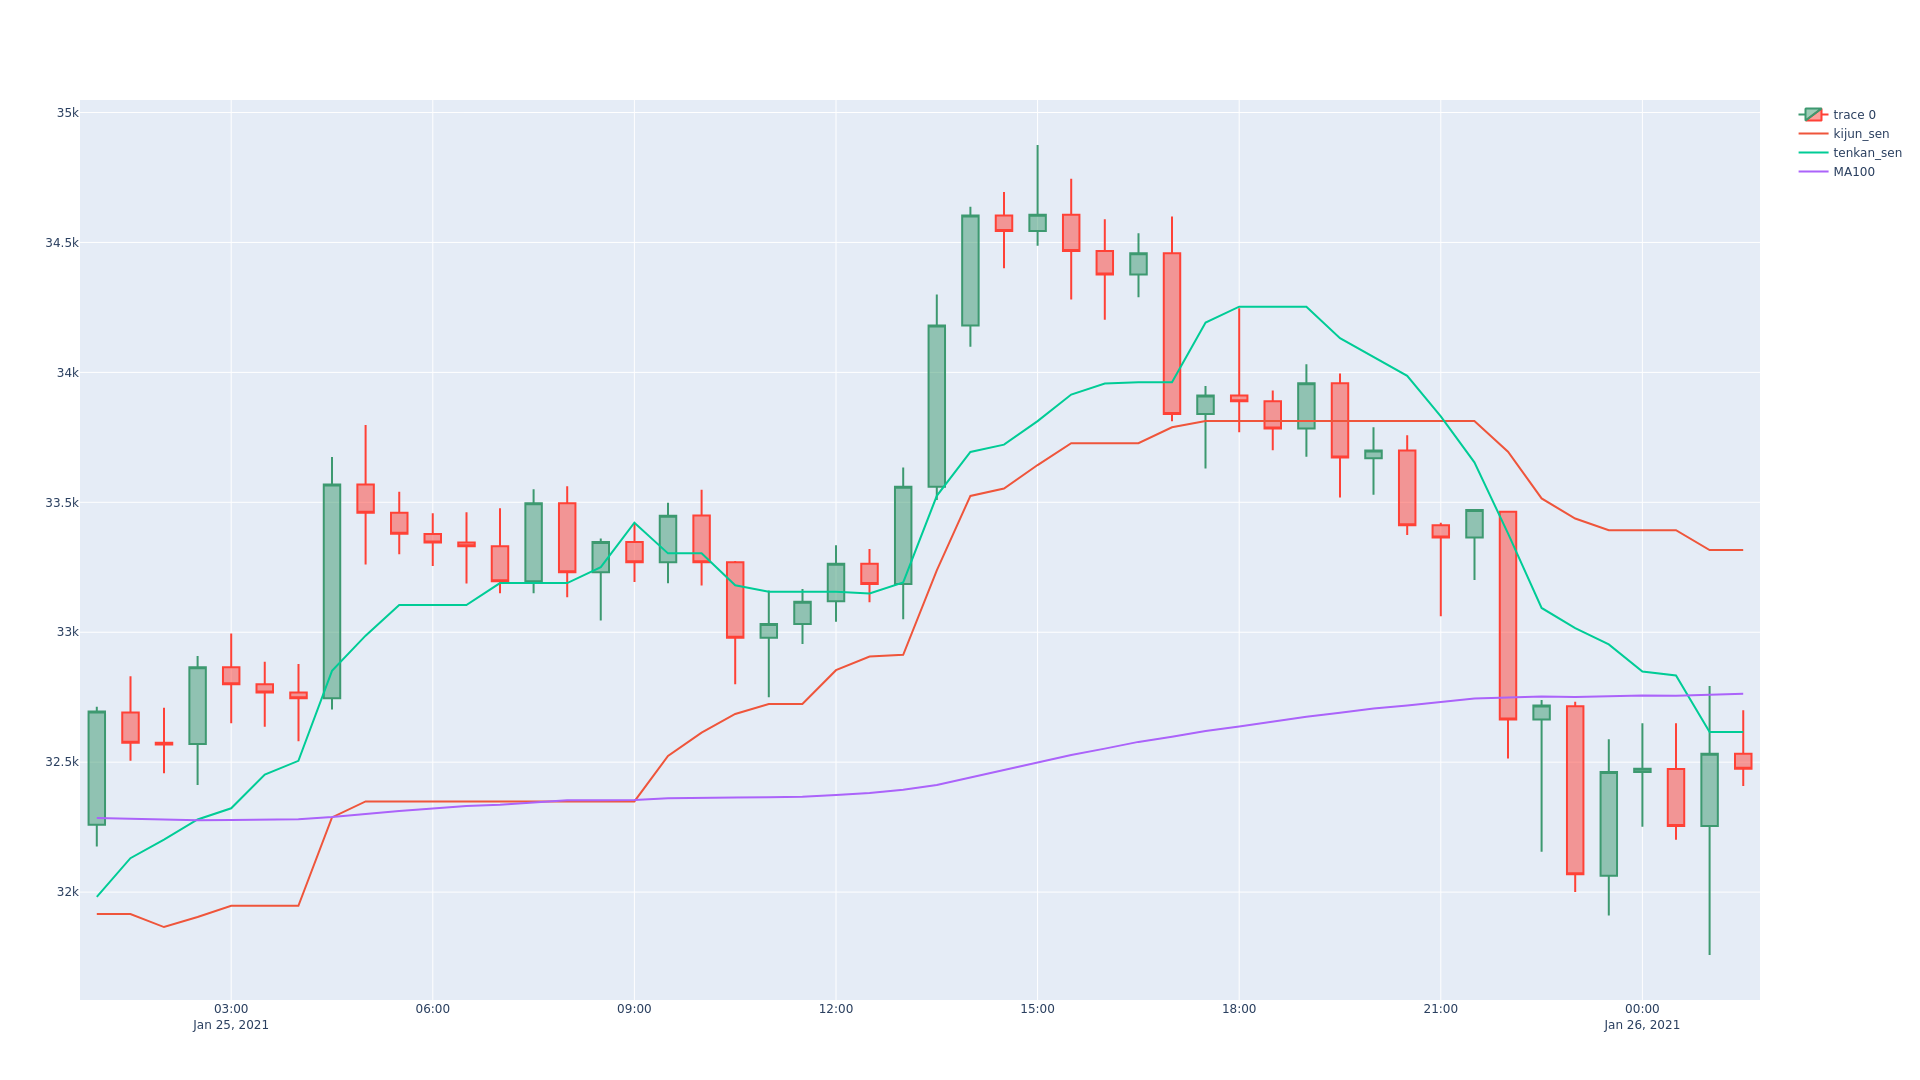 35k
34.5k
34k
33.5k
33k
32.5k
32k
03:00
Jan 25, 2021
06:00
09:00
12:00
15:00
18:00
21:00
00:00
Jan 26, 2021
trace 0
kijun_sen
tenkan_sen
MA100